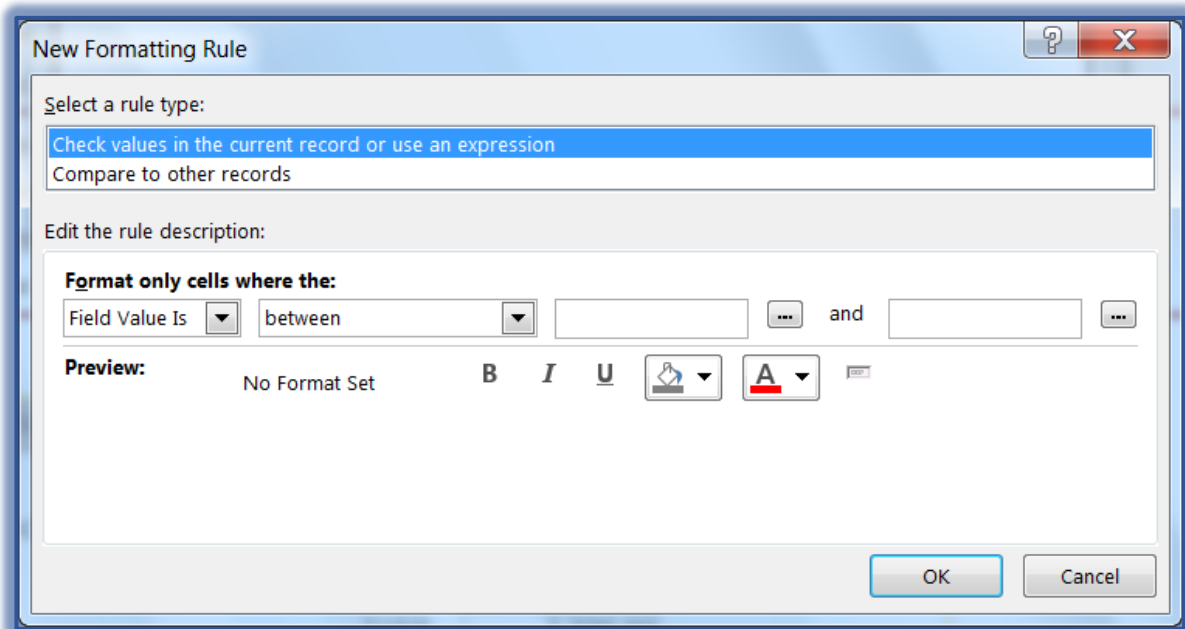 New Formatting Rule
Select a rule type:
Check values in the current record or use an expression
Compare to other records
Edit the rule description:
Format only cells where the:
Field Value Is between ... and ...
Preview: No Format Set B I U A
OK Cancel